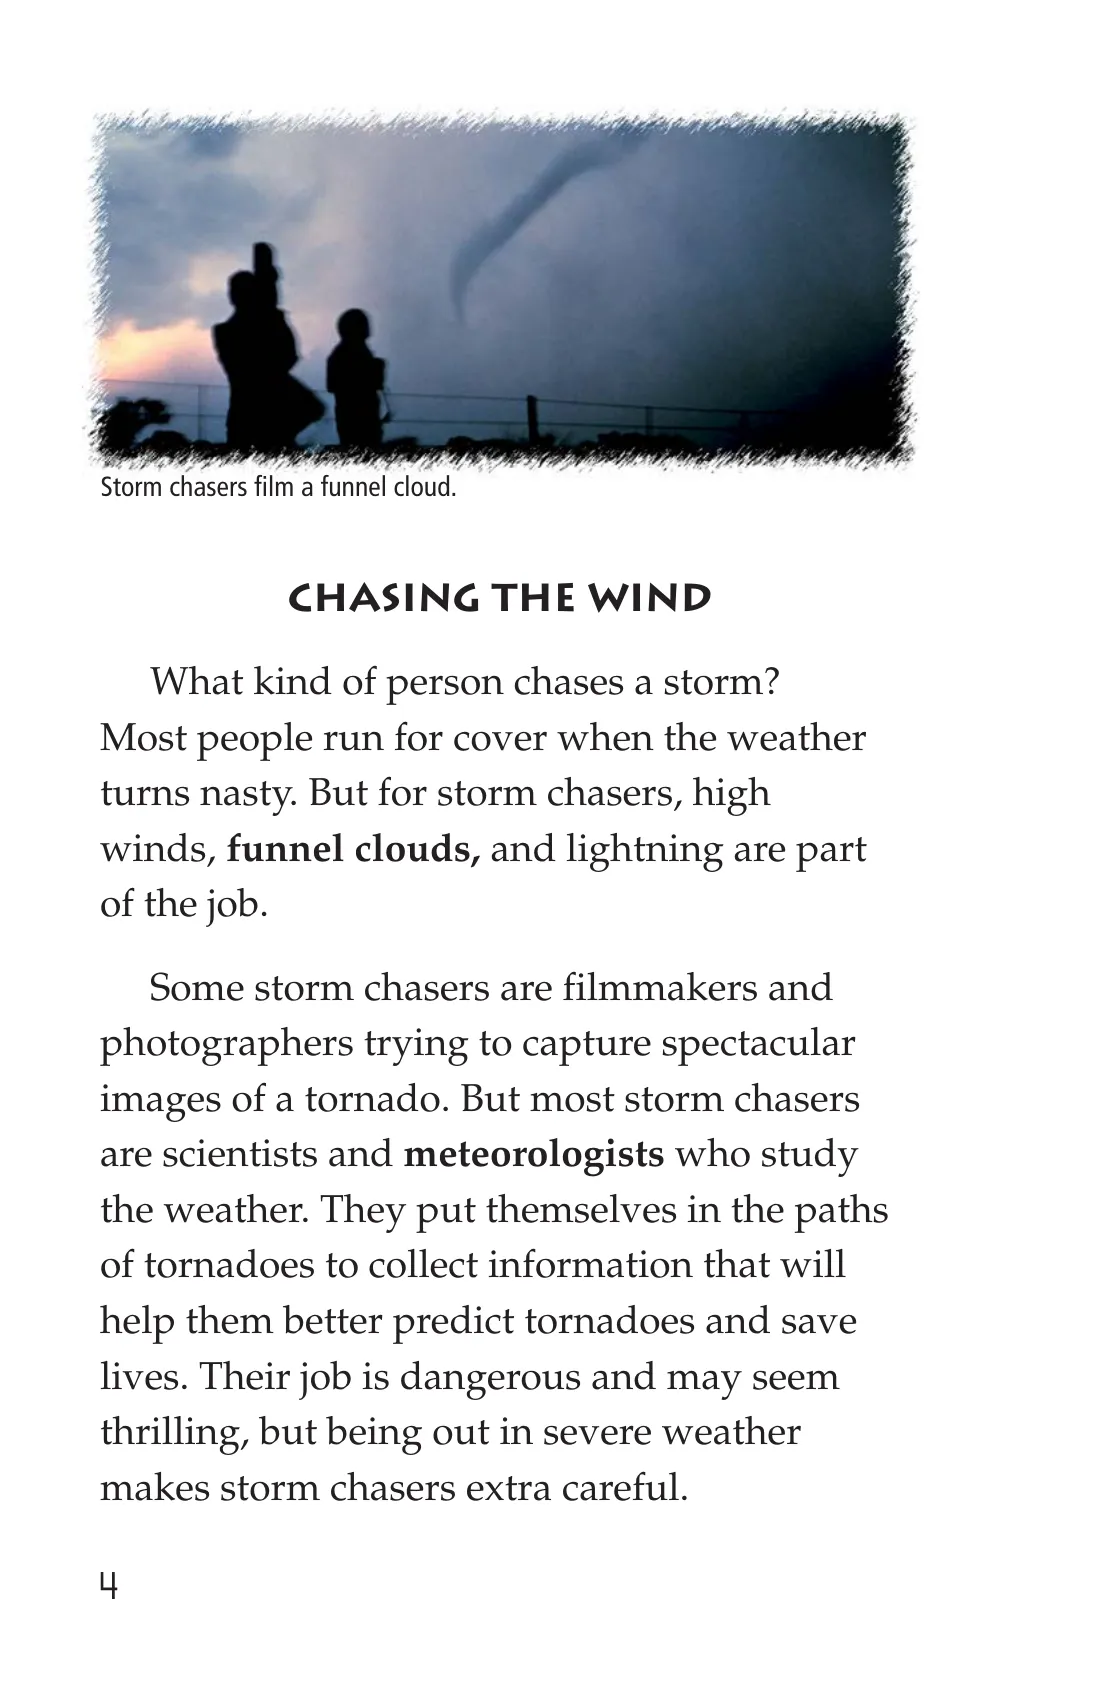 Storm chasers film a funnel cloud.
CHASING THE WIND
What kind of person chases a storm?
Most people run for cover when the weather
turns nasty. But for storm chasers, high
winds, funnel clouds, and lightning are part
of the job.
Some storm chasers are filmmakers and
photographers trying to capture spectacular
images of a tornado. But most storm chasers
are scientists and meteorologists who study
the weather. They put themselves in the paths
of tornadoes to collect information that will
help them better predict tornadoes and save
lives. Their job is dangerous and may seem
thrilling, but being out in severe weather
makes storm chasers extra careful.
4